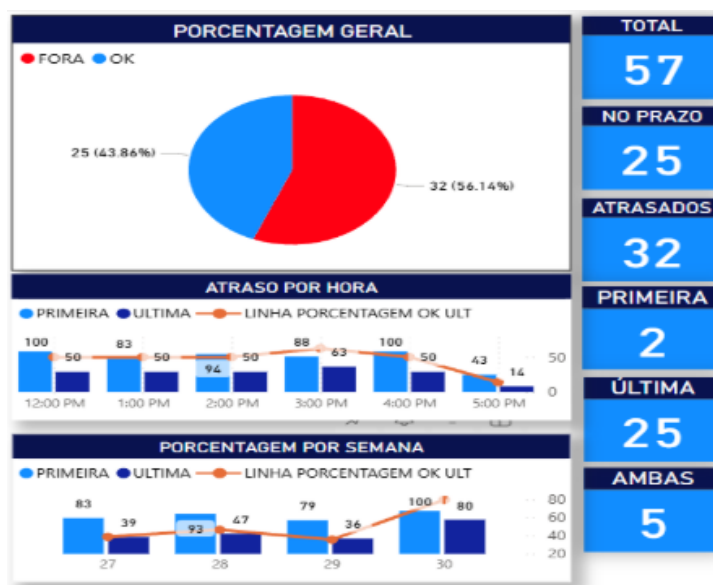 PORCENTAGEM GERAL
FORA OK
25 (43.86%)
32 (56.14%)
TOTAL
57
NO PRAZO
25
ATRASADOS
32
PRIMEIRA
2
ÚLTIMA
25
AMBAS
5
ATRASO POR HORA
PRIMEIRA ULTIMA LINHA PORCENTAGEM OK ULT
100 50 83 50 94 50 88 63 100 50 43 14
50
0
12:00 PM 1:00 PM 2:00 PM 3:00 PM 4:00 PM 5:00 PM
PORCENTAGEM POR SEMANA
PRIMEIRA ULTIMA LINHA PORCENTAGEM OK ULT
83 39 93 47 79 36 100 80
80
60
40
20
27 28 29 30